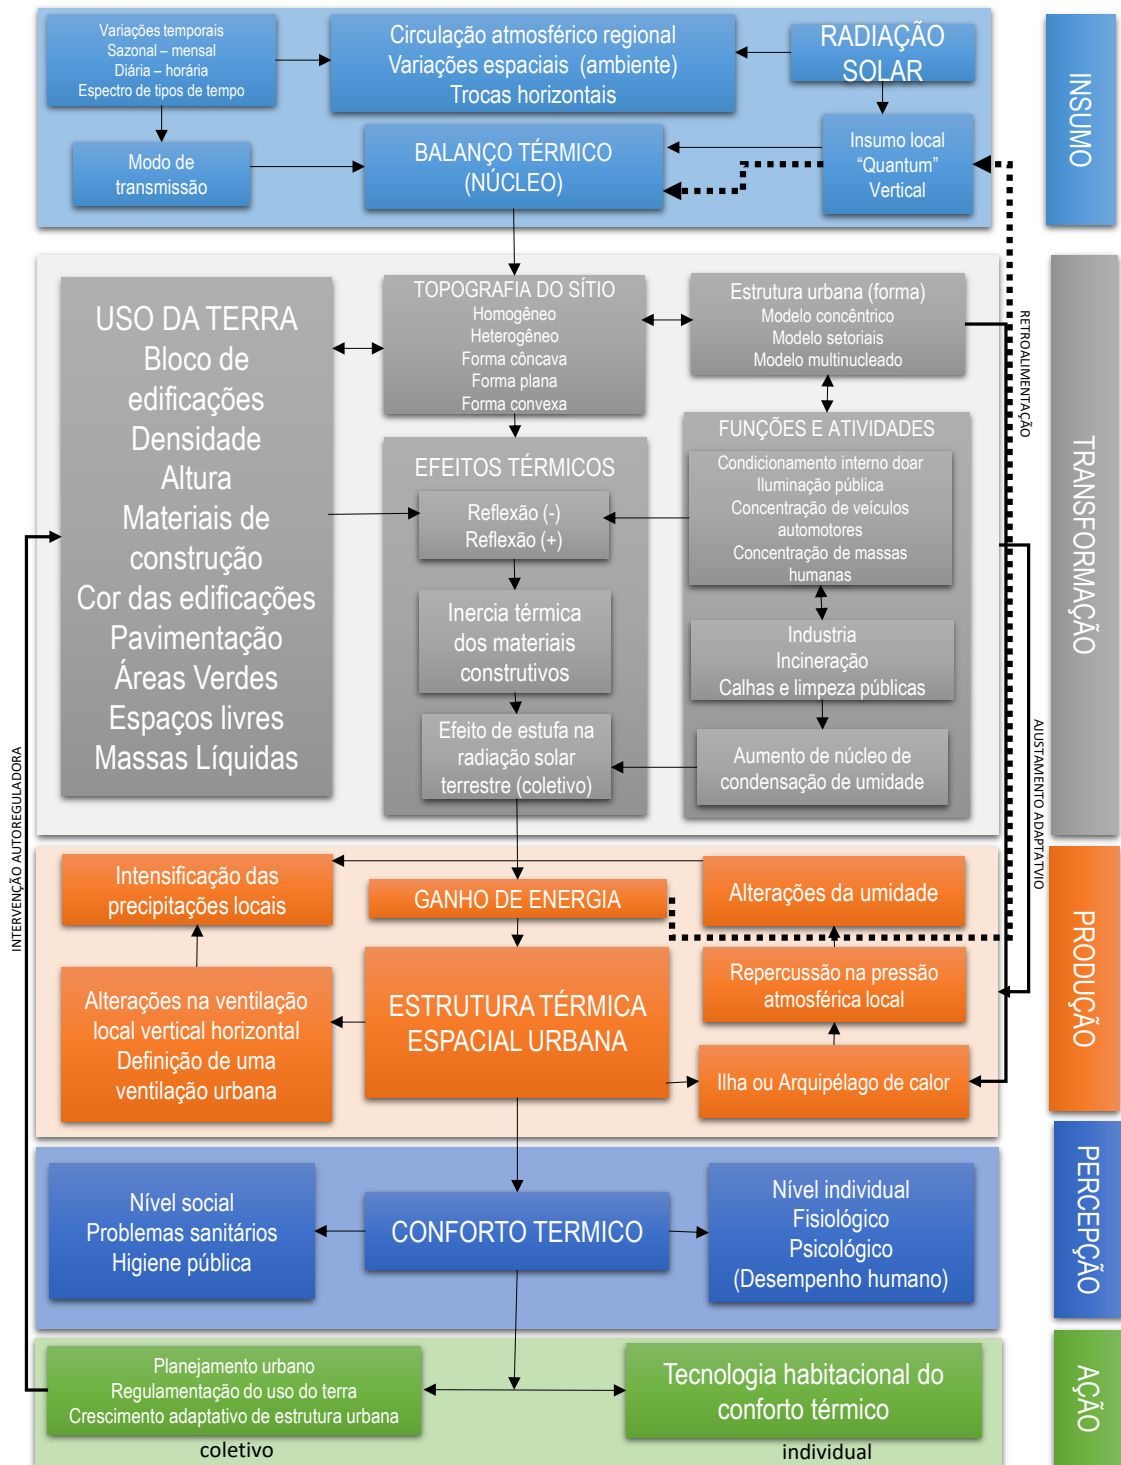 Variações temporais
Sazonal – mensal
Diária – horária
Espectro de tipos de tempo
Circulação atmosférico regional
Variações espaciais (ambiente)
Trocas horizontais
RADIAÇÃO
SOLAR
Modo de
transmissão
BALANÇO TÉRMICO
(NÚCLEO)
Insumo local
“Quantum”
Vertical
INSUMO
USO DA TERRA
Bloco de
edificações
Densidade
Altura
Materiais de
construção
Cor das edificações
Pavimentação
Áreas Verdes
Espaços livres
Massas Líquidas
TOPOGRAFIA DO SÍTIO
Homogêneo
Heterogêneo
Forma côncava
Forma plana
Forma convexa
Estrutura urbana (forma)
Modelo concêntrico
Modelo setoriais
Modelo multinucleado
EFEITOS TÉRMICOS
Reflexão (-)
Reflexão (+)
Inercia térmica
dos materiais
construtivos
Efeito de estufa na
radiação solar
terrestre (coletivo)
FUNÇÕES E ATIVIDADES
Condicionamento interno doar
Iluminação pública
Concentração de veículos
automotores
Concentração de massas
humanas
Industria
Incineração
Calhas e limpeza públicas
Aumento de núcleo de
condensação de umidade
RETROALIMENTAÇÃO
AJUSTAMENTO ADAPTATVIO
TRANSFORMAÇÃO
INTERVENÇÃO AUTOREGULADORA
Intensificação das
precipitações locais
GANHO DE ENERGIA
Alterações da umidade
Alterações na ventilação
local vertical horizontal
Definição de uma
ventilação urbana
ESTRUTURA TÉRMICA
ESPACIAL URBANA
Repercussão na pressão
atmosférica local
Ilha ou Arquipélago de calor
PRODUÇÃO
Nível social
Problemas sanitários
Higiene pública
CONFORTO TERMICO
Nível individual
Fisiológico
Psicológico
(Desempenho humano)
PERCEPÇÃO
Planejamento urbano
Regulamentação do uso do terra
Crescimento adaptativo de estrutura urbana
coletivo
Tecnologia habitacional do
conforto térmico
individual
AÇÃO